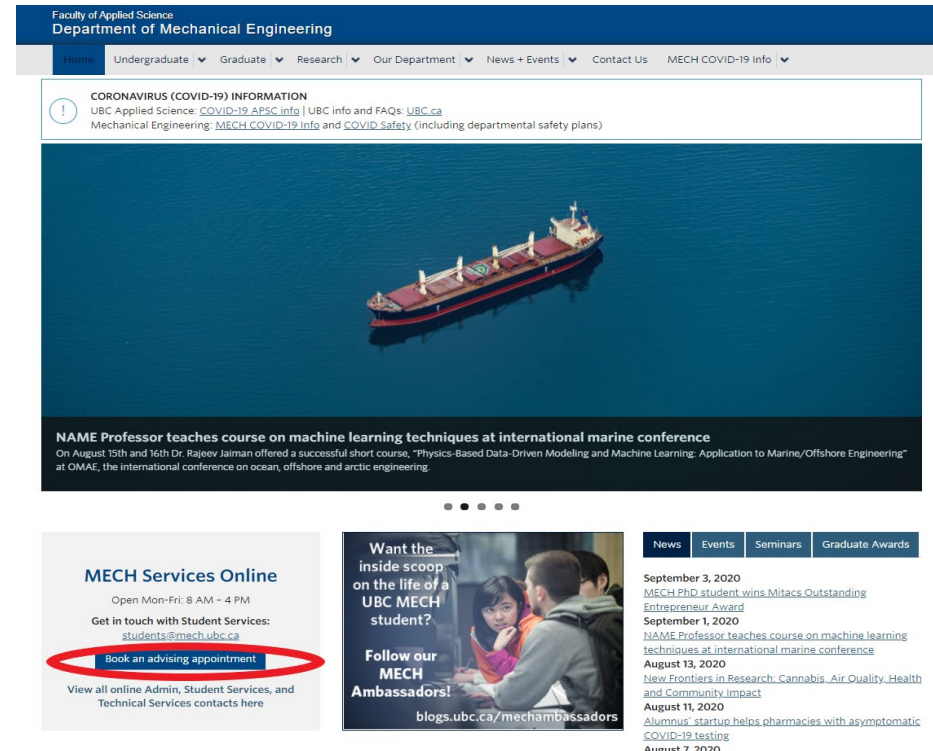 Faculty of Applied Science
Department of Mechanical Engineering
Home Undergraduate Graduate Research Our Department News + Events Contact Us MECH COVID-19 Info
CORONAVIRUS (COVID-19) INFORMATION
UBC Applied Science: COVID-19 APSC info | UBC info and FAQs: UBC.ca
Mechanical Engineering: MECH COVID-19 Info and COVID Safety (including departmental safety plans)
NAME Professor teaches course on machine learning techniques at international marine conference
On August 15th and 16th Dr. Rajeev Jaiman offered a successful short course, "Physics-Based Data-Driven Modeling and Machine Learning: Application to Marine/Offshore Engineering"
at OMAE, the international conference on ocean, offshore and arctic engineering.
MECH Services Online
Open Mon-Fri: 8 AM – 4 PM
Get in touch with Student Services:
students@mech.ubc.ca
Book an advising appointment
View all online Admin, Student Services, and
Technical Services contacts here
Want the
inside scoop
on the life of a
UBC MECH
student?
Follow our
MECH
Ambassadors!
blogs.ubc.ca/mechambassadors
News Events Seminars Graduate Awards
September 3, 2020
MECH PhD student wins Mitacs Outstanding
Entrepreneur Award
September 1, 2020
NAME Professor teaches course on machine learning
techniques at international marine conference
August 13, 2020
New Frontiers in Research: Cannabis, Air Quality, Health
and Community Impact
August 11, 2020
Alumnus' startup helps pharmacies with asymptomatic
COVID-19 testing
August 7, 2020